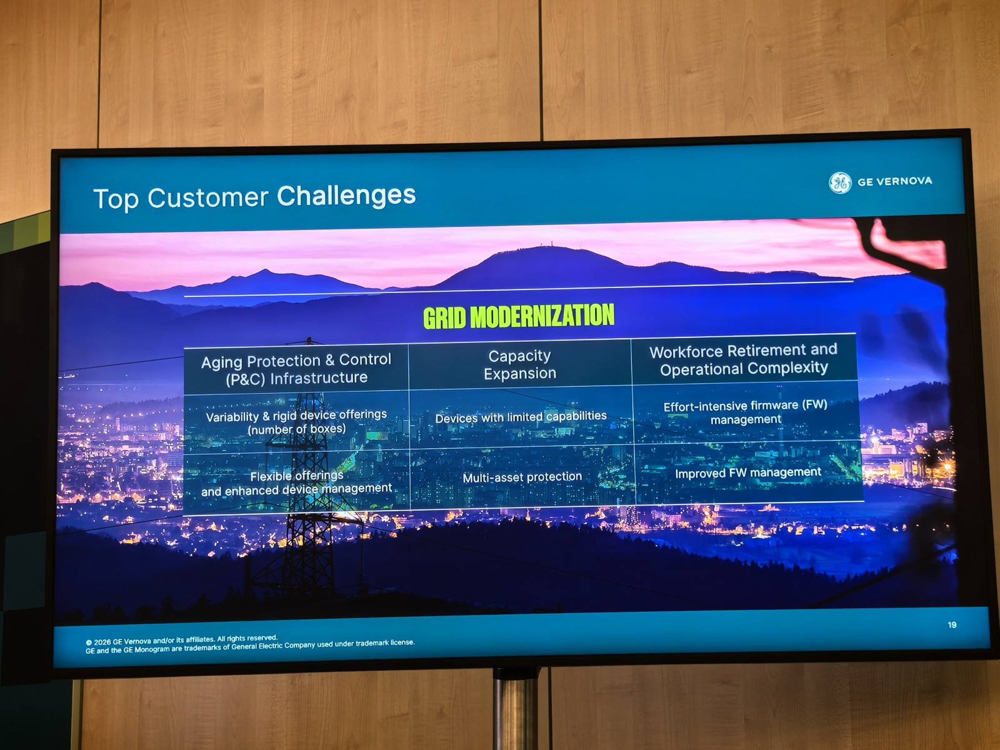 Top Customer Challenges
GE VERNOVA
GRID MODERNIZATION
Aging Protection & Control
(P&C) Infrastructure
Capacity
Expansion
Workforce Retirement and
Operational Complexity
Variability & rigid device offerings
(number of boxes)
Devices with limited capabilities
Effort-intensive firmware (FW)
management
Flexible offerings
and enhanced device management
Multi-asset protection
Improved FW management
© 2026 GE Vernova and/or its affiliates. All rights reserved.
GE and the GE Monogram are trademarks of General Electric Company used under trademark license.
19